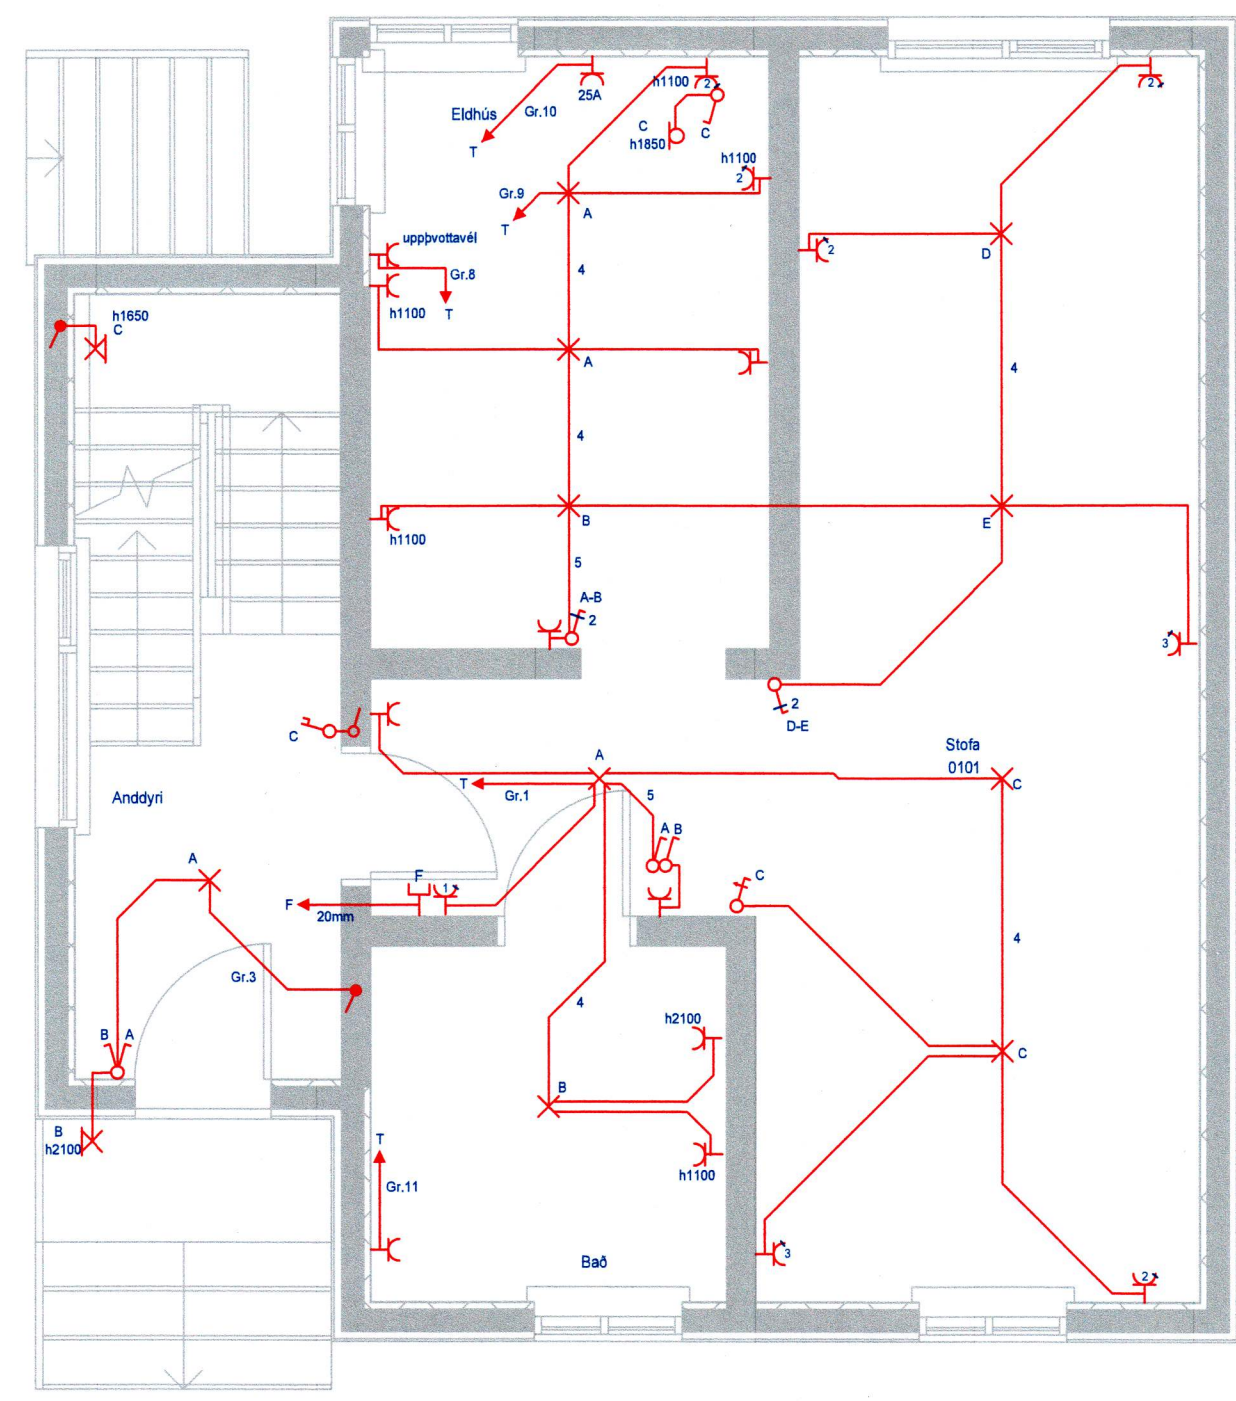 h1100
2
2
25A
Eldhús
Gr.10
C
h1850
C
T
h1100
2
Gr.9
A
T
uppþvottavél
Gr.8
h1100
T
4
2
D
h1650
C
A
4
4
B
E
h1100
5
A-B
2
3
2
D-E
C
Stofa
0101
A
T
Gr.1
5
C
Anddyri
A B
A
F
1
C
F
20mm
4
Gr.3
4
h2100
B A
C
B
B
h2100
T
h1100
Gr.11
Bað
3
2